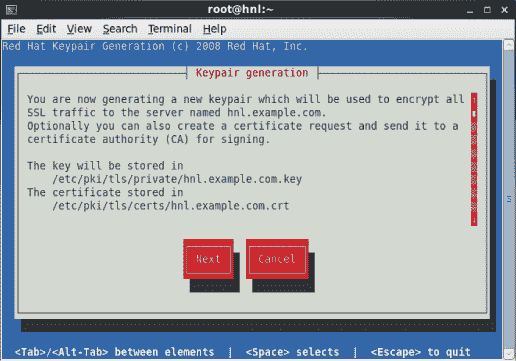 root@hnl:~
File Edit View Search Terminal Help
Red Hat Keypair Generation (c) 2008 Red Hat, Inc.
Keypair generation
You are now generating a new keypair which will be used to encrypt all
SSL traffic to the server named hnl.example.com.
Optionally you can also create a certificate request and send it to a
certificate authority (CA) for signing.
The key will be stored in
/etc/pki/tls/private/hnl.example.com.key
The certificate stored in
/etc/pki/tls/certs/hnl.example.com.crt
Next Cancel
<Tab>/<Alt-Tab> between elements | <Space> selects | <Escape> to quit